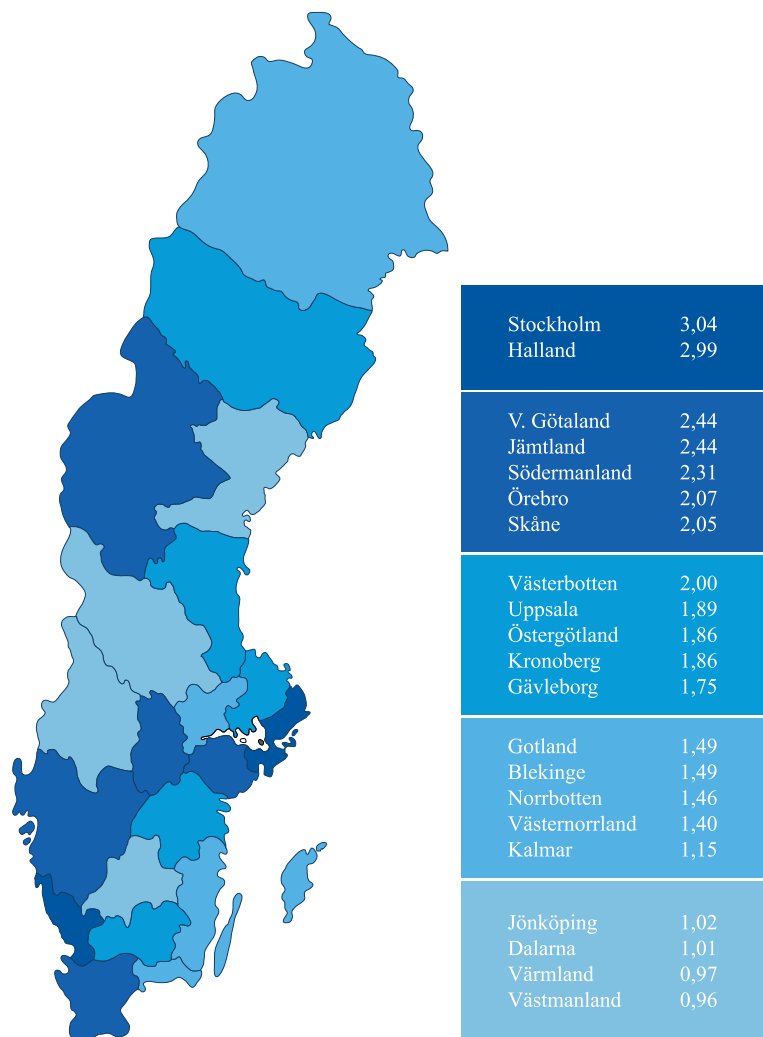 Stockholm 3,04
Halland 2,99
V. Götaland 2,44
Jämtland 2,44
Södermanland 2,31
Örebro 2,07
Skåne 2,05
Västerbotten 2,00
Uppsala 1,89
Östergötland 1,86
Kronoberg 1,86
Gävleborg 1,75
Gotland 1,49
Blekinge 1,49
Norrbotten 1,46
Västernorrland 1,40
Kalmar 1,15
Jönköping 1,02
Dalarna 1,01
Värmland 0,97
Västmanland 0,96